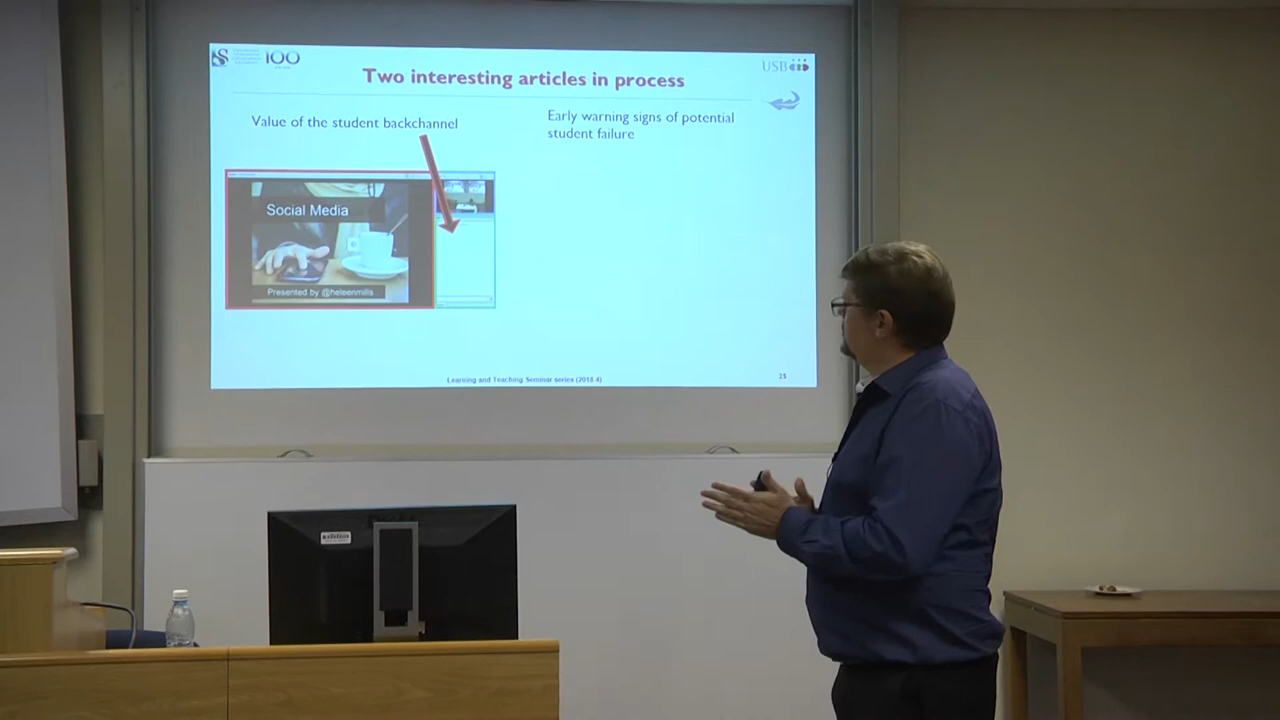 S
100
USB
Two interesting articles in process
Value of the student backchannel
Early warning signs of potential
student failure
Social Media
Presented by @heleenmills
Learning and Teaching Seminar series (2018.4)